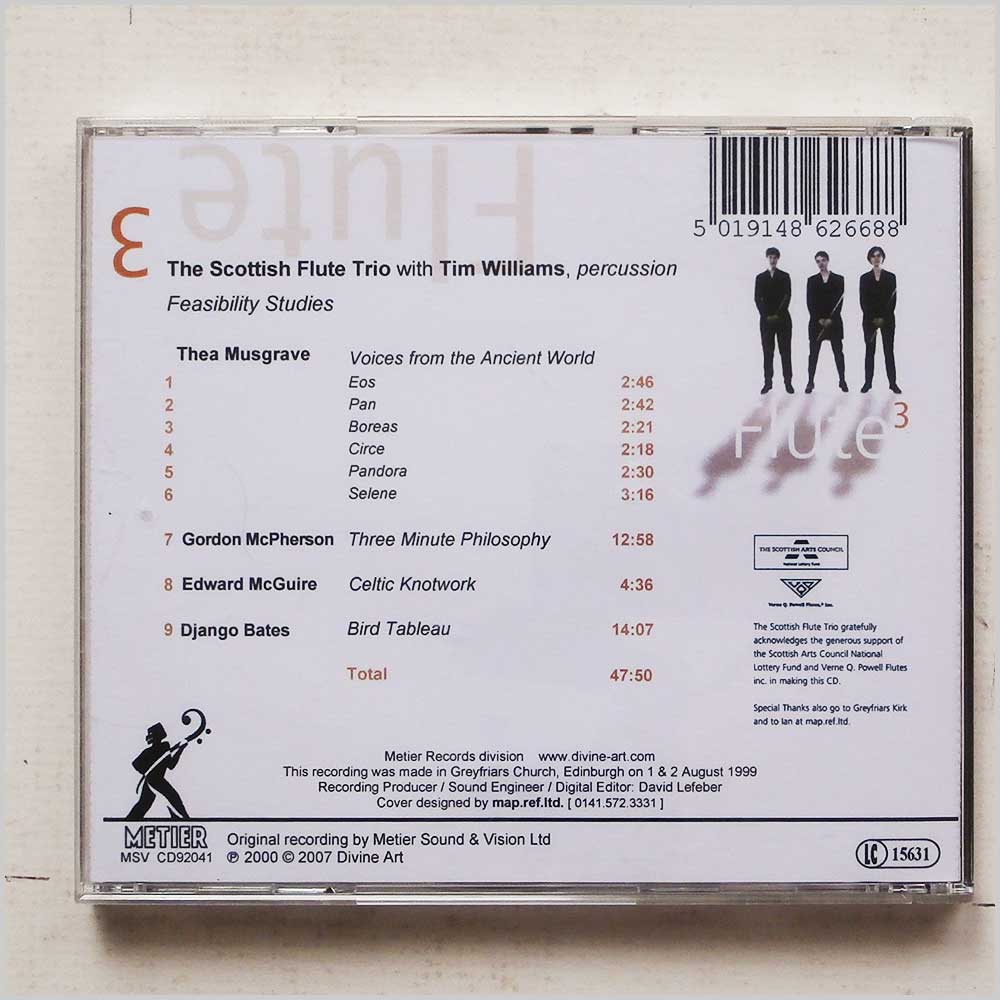 Flute
3
5 019148 626688
The Scottish Flute Trio with Tim Williams, percussion
Feasibility Studies
Thea Musgrave Voices from the Ancient World
1 Eos 2:46
2 Pan 2:42
3 Boreas 2:21
4 Circe 2:18
5 Pandora 2:30
6 Selene 3:16
7 Gordon McPherson Three Minute Philosophy 12:58
8 Edward McGuire Celtic Knotwork 4:36
9 Django Bates Bird Tableau 14:07
Total 47:50
Flute3
THE SCOTTISH ARTS COUNCIL
National Lottery Fund
Verne Q. Powell Flutes,® Inc.
The Scottish Flute Trio gratefully
acknowledges the generous support of
the Scottish Arts Council National
Lottery Fund and Verne Q. Powell Flutes
inc. in making this CD.
Special Thanks also go to Greyfriars Kirk
and to Ian at map.ref.ltd.
Metier Records division www.divine-art.com
This recording was made in Greyfriars Church, Edinburgh on 1 & 2 August 1999
Recording Producer / Sound Engineer / Digital Editor: David Lefeber
Cover designed by map.ref.ltd. [ 0141.572.3331 ]
METIER
MSV CD92041
Original recording by Metier Sound & Vision Ltd
℗ 2000 © 2007 Divine Art
LC 15631